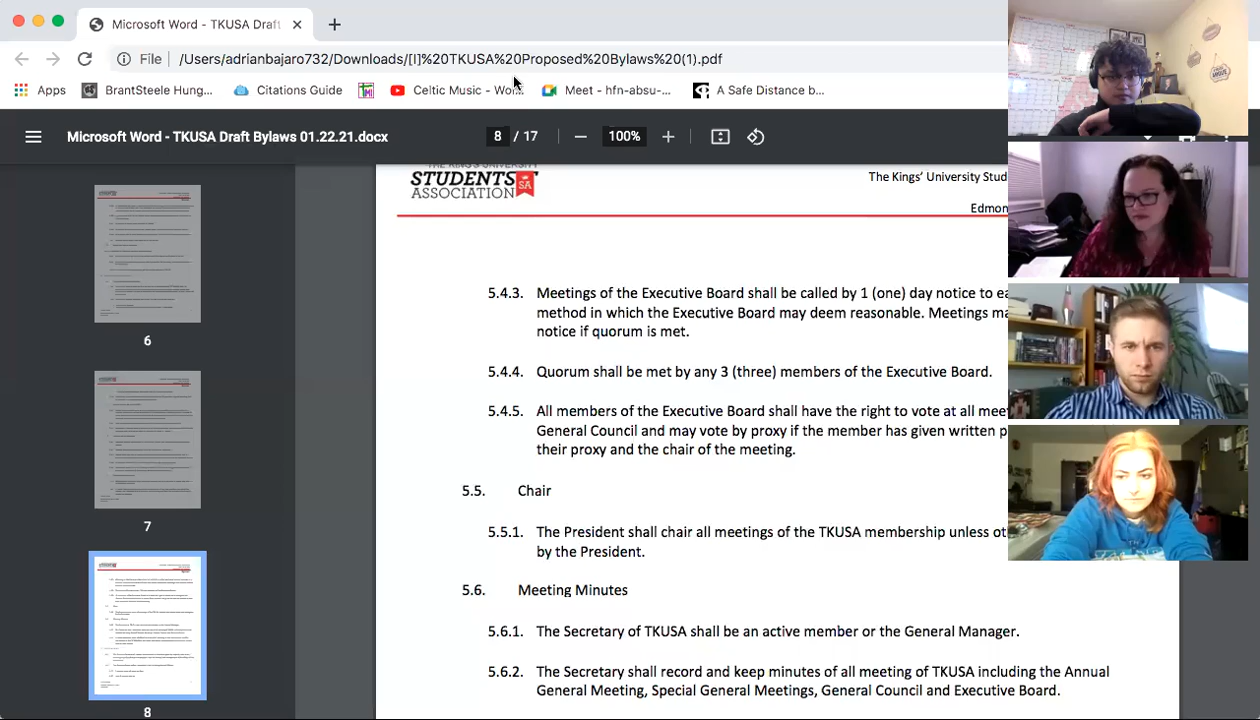 Microsoft Word - TKUSA Draft
File /Users/adrianbajaro732/Downloads/[I]%20TKUSA%20Proposed%20Bylaws%20(1).pdf
Apps BrantSteele Hung... Citations Guide Celtic Music - Wo... Meet - hfn-absu-... A Safe Distance b...
Microsoft Word - TKUSA Draft Bylaws 01.22.21.docx 8 / 17 100%
6
7
8
THE KING'S UNIVERSITY
STUDENTS' SA
ASSOCIATION
The Kings' University Stud
Edmon
5.4.3. Meetings of the Executive Board shall be called by 1 (one) day notice to ea
method in which the Executive Board may deem reasonable. Meetings ma
notice if quorum is met.
5.4.4. Quorum shall be met by any 3 (three) members of the Executive Board.
5.4.5. All members of the Executive Board shall have the right to vote at all mee
General Council and may vote by proxy if the member has given written p
their proxy and the chair of the meeting.
5.5. Chair
5.5.1. The President shall chair all meetings of the TKUSA membership unless ot
by the President.
5.6. Meeting Minutes
5.6.1. The Secretary of TKUSA shall be an active member or the General Manager.
5.6.2. The Secretary shall record and keep minutes of all meeting of TKUSA including the Annual
General Meeting, Special General Meetings, General Council and Executive Board.